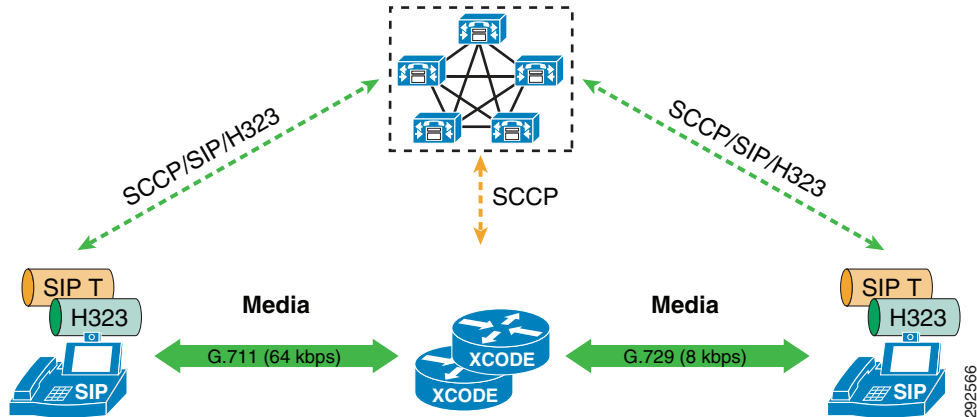 SCCP/SIP/H323
SCCP/SIP/H323
SCCP
SIP T
H323
SIP
Media
G.711 (64 kbps)
XCODE
XCODE
Media
G.729 (8 kbps)
SIP T
H323
SIP
292566